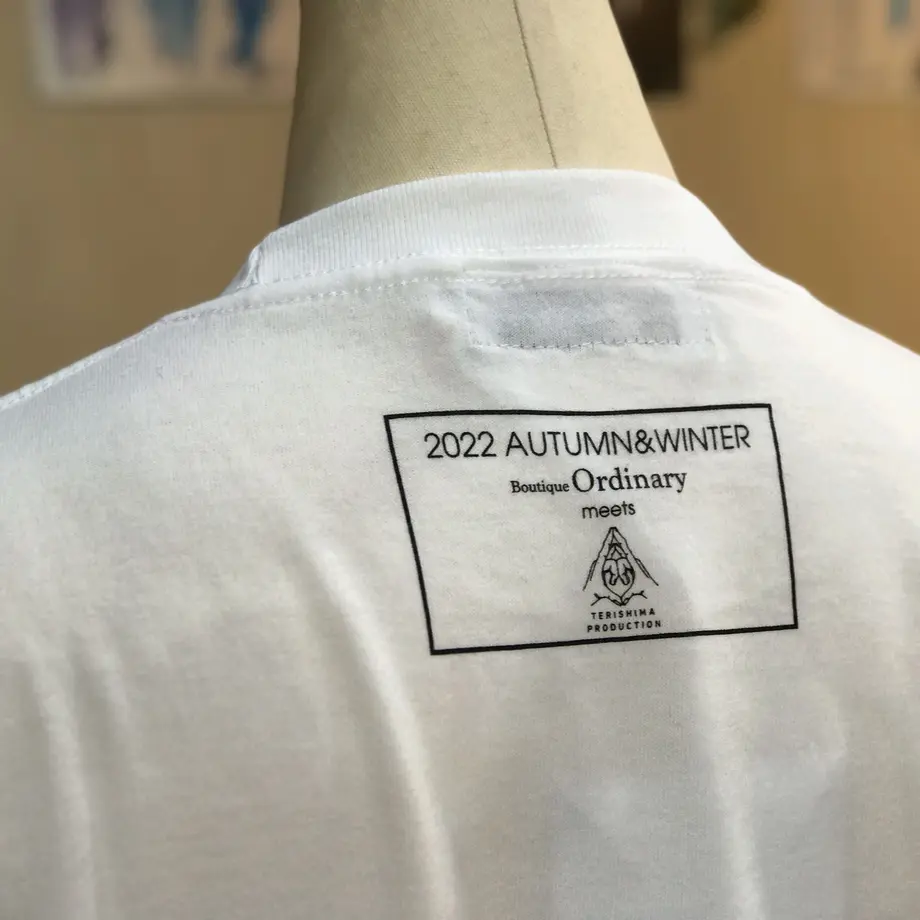 2022 AUTUMN&WINTER
Boutique Ordinary
meets
TERISHIMA
PRODUCTION